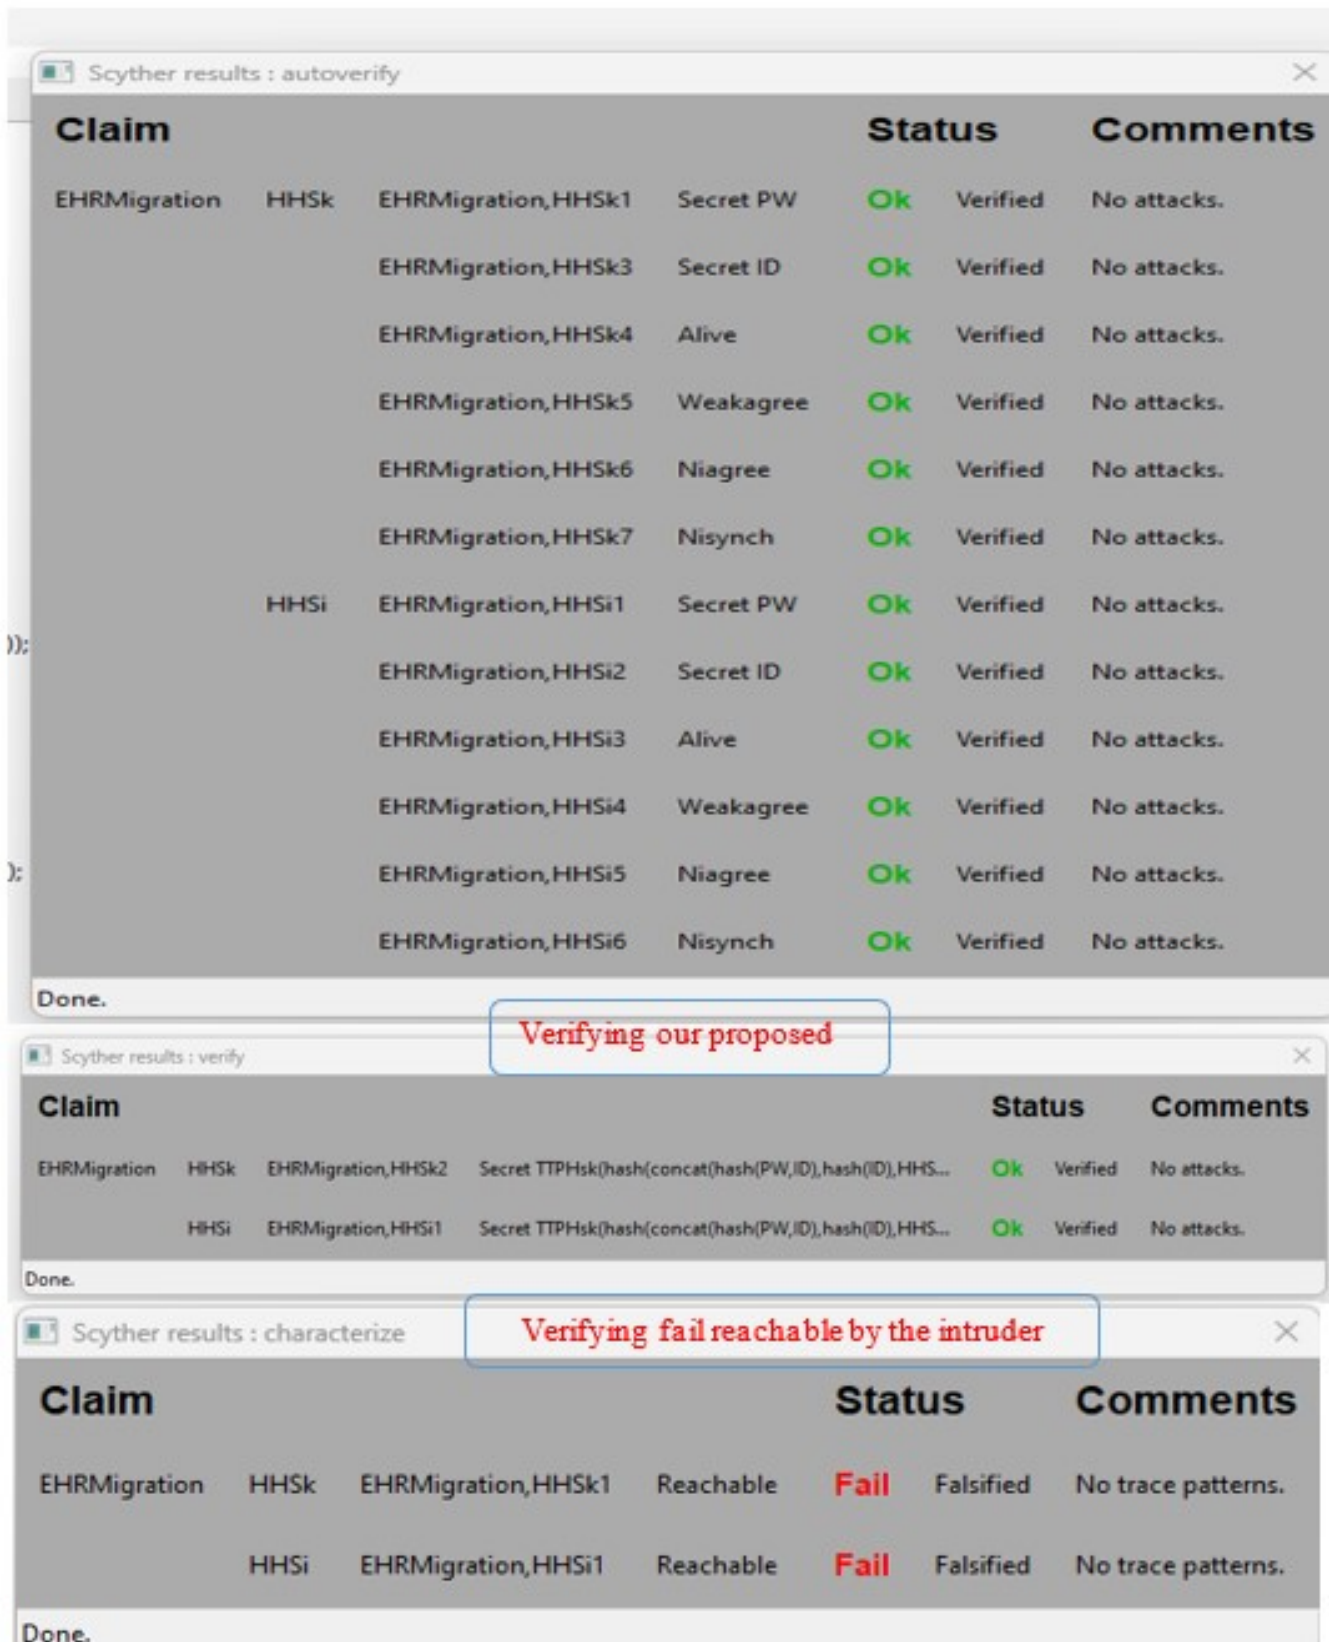 Scyther results : autoverify
Claim Status Comments
EHRMigration HHSk EHRMigration,HHSk1 Secret PW Ok Verified No attacks.
EHRMigration,HHSk3 Secret ID Ok Verified No attacks.
EHRMigration,HHSk4 Alive Ok Verified No attacks.
EHRMigration,HHSk5 Weakagree Ok Verified No attacks.
EHRMigration,HHSk6 Niagree Ok Verified No attacks.
EHRMigration,HHSk7 Nisynch Ok Verified No attacks.
HHSi EHRMigration,HHSi1 Secret PW Ok Verified No attacks.
));
EHRMigration,HHSi2 Secret ID Ok Verified No attacks.
EHRMigration,HHSi3 Alive Ok Verified No attacks.
EHRMigration,HHSi4 Weakagree Ok Verified No attacks.
); EHRMigration,HHSi5 Niagree Ok Verified No attacks.
EHRMigration,HHSi6 Nisynch Ok Verified No attacks.
Done.
Verifying our proposed
Scyther results : verify
Claim Status Comments
EHRMigration HHSk EHRMigration,HHSk2 Secret TTPHsk(hash(concat(hash(PW,ID),hash(ID),HHS... Ok Verified No attacks.
HHSi EHRMigration,HHSi1 Secret TTPHsk(hash(concat(hash(PW,ID),hash(ID),HHS... Ok Verified No attacks.
Done.
Scyther results : characterize
Verifying fail reachable by the intruder
Claim Status Comments
EHRMigration HHSk EHRMigration,HHSk1 Reachable Fail Falsified No trace patterns.
HHSi EHRMigration,HHSi1 Reachable Fail Falsified No trace patterns.
Done.